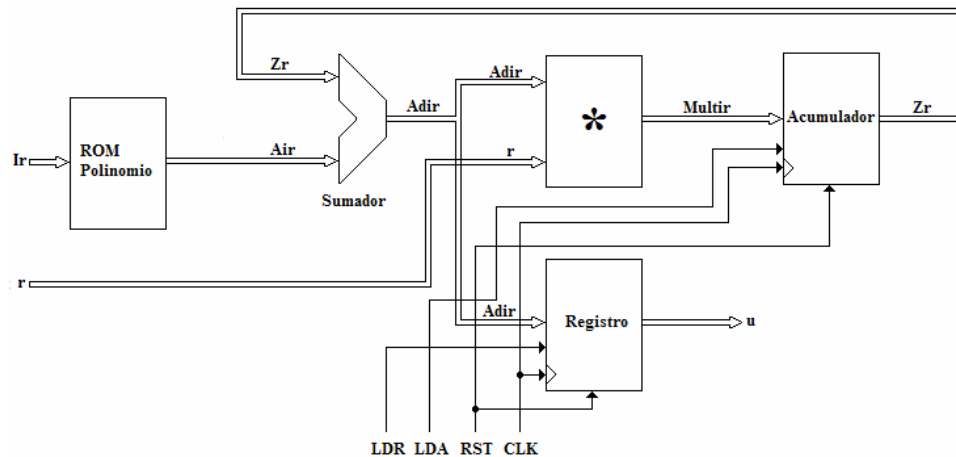 Zr
Adir
Adir
Multir
Acumulador
Zr
*
Ir
ROM
Polinomio
Air
r
Sumador
r
Adir
Registro
u
LDR LDA RST CLK